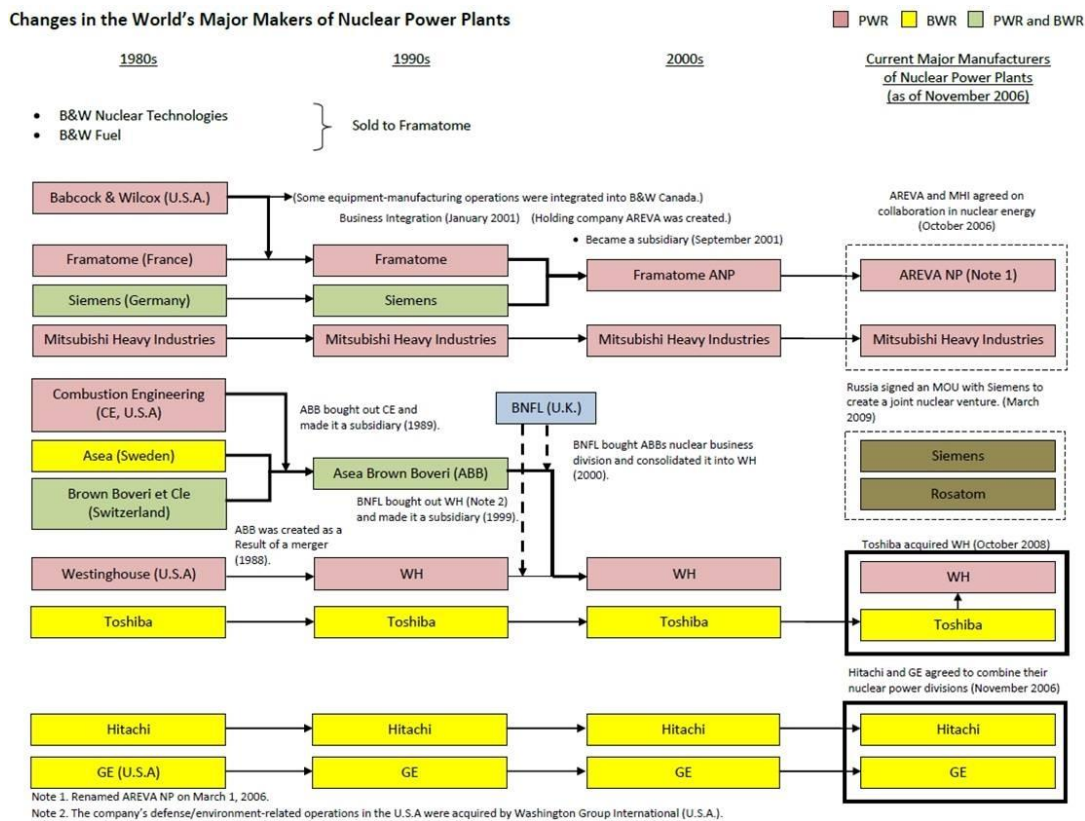 Changes in the World's Major Makers of Nuclear Power Plants
PWR
BWR
PWR and BWR
1980s
1990s
2000s
Current Major Manufacturers
of Nuclear Power Plants
(as of November 2006)
• B&W Nuclear Technologies
• B&W Fuel
Sold to Framatome
Babcock & Wilcox (U.S.A.)
(Some equipment-manufacturing operations were integrated into B&W Canada.)
Business Integration (January 2001)
(Holding company AREVA was created.)
• Became a subsidiary (September 2001)
AREVA and MHI agreed on
collaboration in nuclear energy
(October 2006)
Framatome (France)
Framatome
Framatome ANP
AREVA NP (Note 1)
Siemens (Germany)
Siemens
Mitsubishi Heavy Industries
Mitsubishi Heavy Industries
Mitsubishi Heavy Industries
Mitsubishi Heavy Industries
Combustion Engineering
(CE, U.S.A)
ABB bought out CE and
made it a subsidiary (1989).
BNFL (U.K.)
Russia signed an MOU with Siemens to
create a joint nuclear venture. (March
2009)
Asea (Sweden)
Asea Brown Boveri (ABB)
BNFL bought ABBs nuclear business
division and consolidated it into WH
(2000).
Siemens
Rosatom
Brown Boveri et Cle
(Switzerland)
BNFL bought out WH (Note 2)
and made it a subsidiary (1999).
ABB was created as a
Result of a merger
(1988).
Toshiba acquired WH (October 2008)
Westinghouse (U.S.A)
WH
WH
WH
Toshiba
Toshiba
Toshiba
Toshiba
Hitachi and GE agreed to combine their
nuclear power divisions (November 2006)
Hitachi
Hitachi
Hitachi
Hitachi
GE (U.S.A)
GE
GE
GE
Note 1. Renamed AREVA NP on March 1, 2006.
Note 2. The company's defense/environment-related operations in the U.S.A were acquired by Washington Group International (U.S.A.).